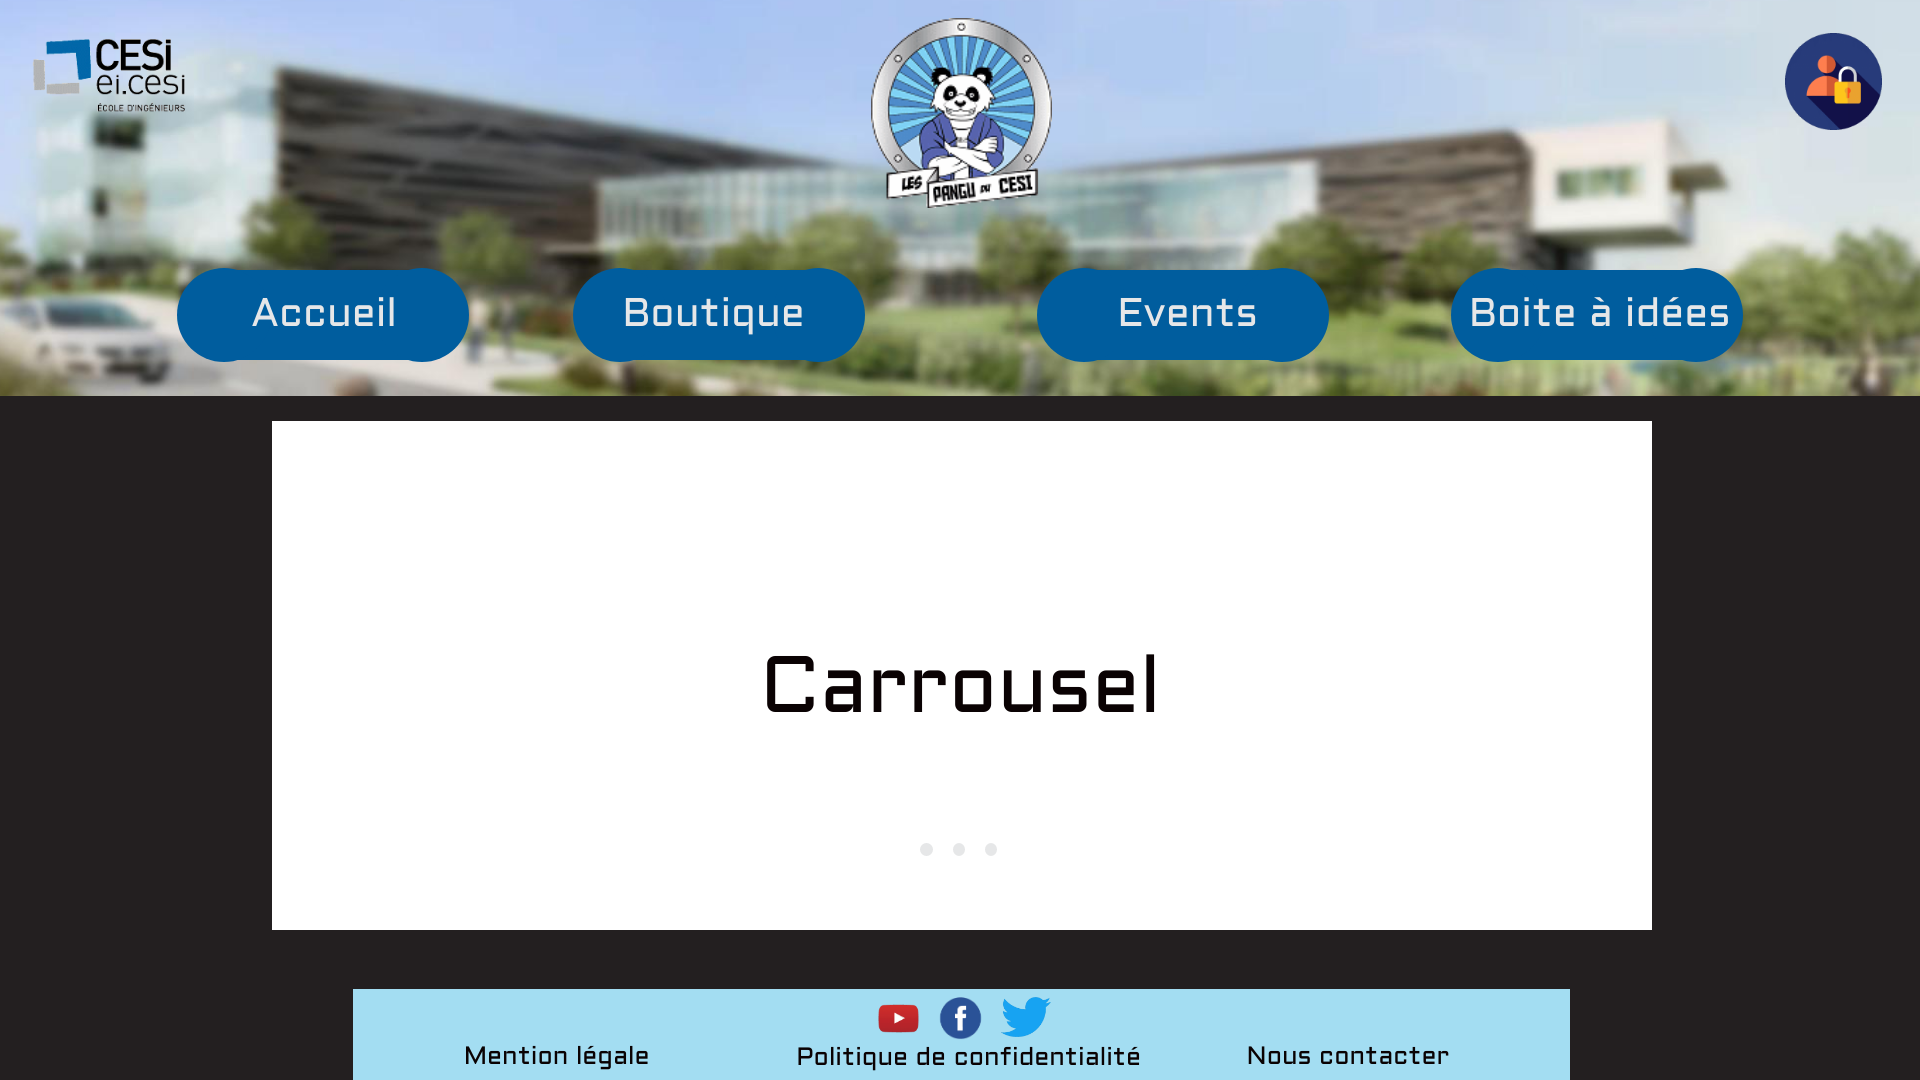 CESi
ei.cesi
ÉCOLE D'INGÉNIEURS
LES PANGU DU CESI
Accueil
Boutique
Events
Boite à idées
Carrousel
Mention légale
Politique de confidentialité
Nous contacter